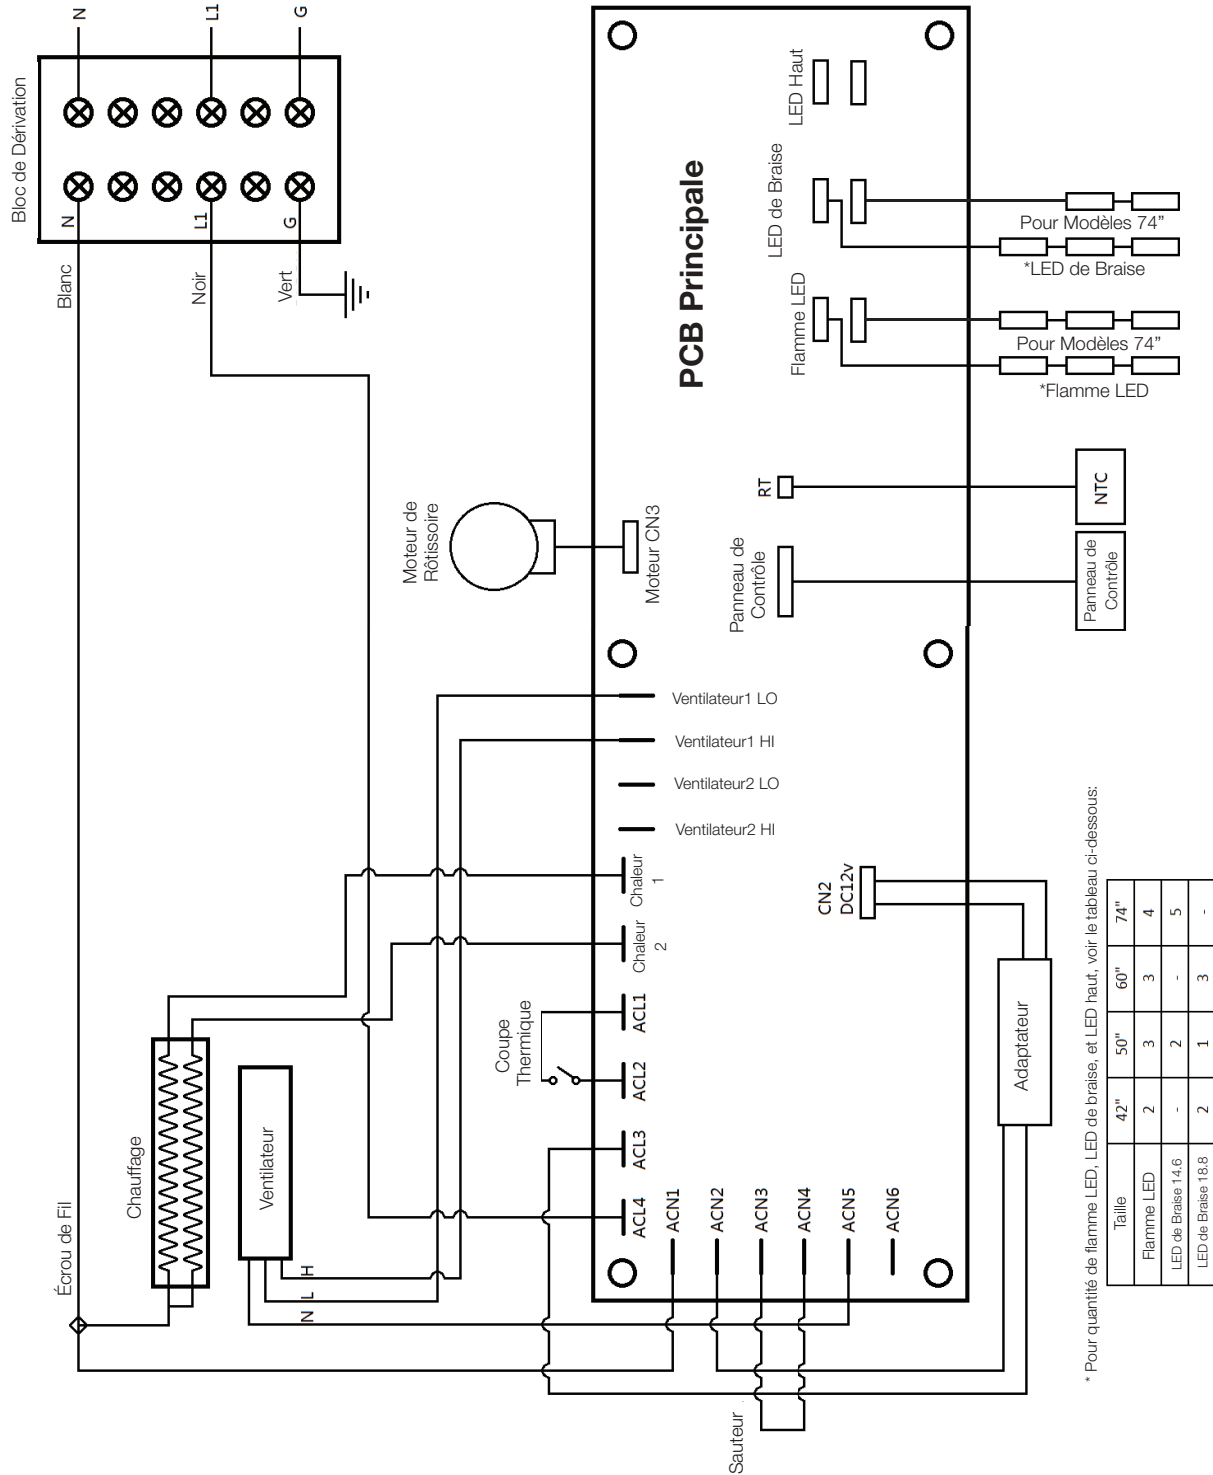 Bloc de Dérivation
N
L1
G
N
L1
G
Blanc
Noir
Vert
Écrou de Fil
Chauffage
Ventilateur
N
L
H
Moteur de
Rôtissoire
Moteur CN3
PCB Principale
LED Haut
LED de Braise
Flamme LED
Pour Modèles 74”
*LED de Braise
Pour Modèles 74”
*Flamme LED
RT
NTC
Panneau de
Contrôle
Panneau de
Contrôle
Ventilateur1 LO
Ventilateur1 HI
Ventilateur2 LO
Ventilateur2 HI
Chaleur
1
Chaleur
2
Coupe
Thermique
ACL1
ACL2
ACL3
ACL4
ACN1
ACN2
ACN3
ACN4
ACN5
ACN6
CN2
DC12v
Adaptateur
Sauteur
* Pour quantité de flamme LED, LED de braise, et LED haut, voir le tableau ci-dessous:
Taille 42" 50" 60" 74"
Flamme LED 2 3 3 4
LED de Braise 14.6 - 2 - 5
LED de Braise 18.8 2 1 3 -